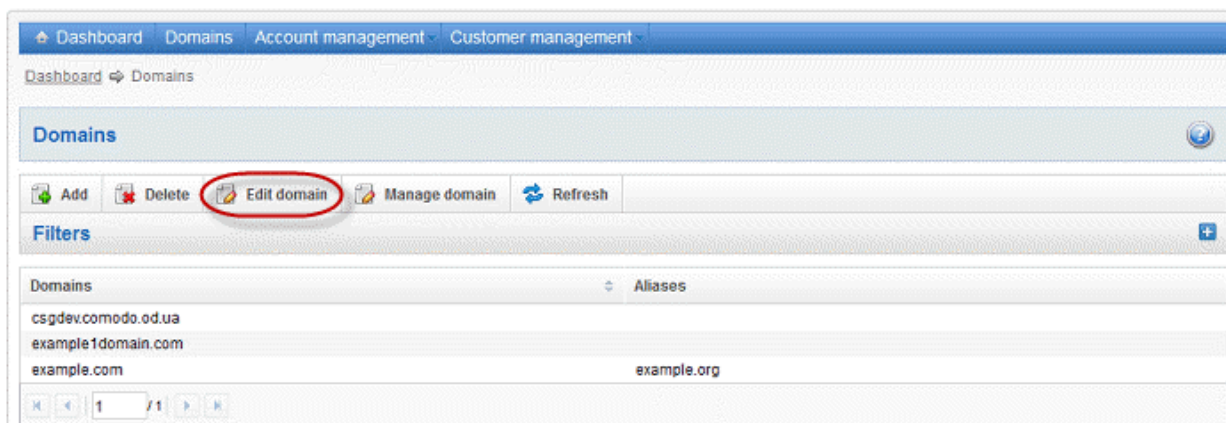 Dashboard Domains Account management Customer management
Dashboard Domains
Domains
Add Delete Edit domain Manage domain Refresh
Filters
Domains Aliases
csgdev.comodo.od.ua
example1domain.com
example.com example.org
1 /1